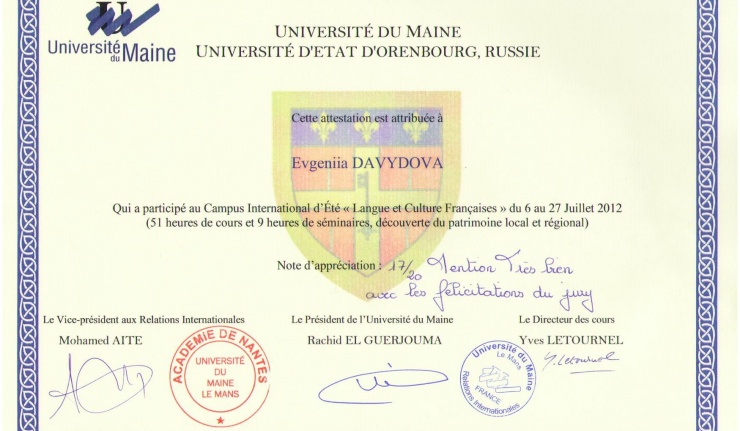 Université
du Maine
UNIVERSITÉ DU MAINE
UNIVERSITÉ D'ETAT D'ORENBOURG, RUSSIE
Cette attestation est attribuée à
Evgeniia DAVYDOVA
Qui a participé au Campus International d'Été « Langue et Culture Françaises » du 6 au 27 Juillet 2012
(51 heures de cours et 9 heures de séminaires, découverte du patrimoine local et régional)
Note d'appréciation : 17/20 Mention Très bien
avec les félicitations du jury
Le Vice-président aux Relations Internationales
Mohamed AITE
Le Président de l'Université du Maine
Rachid EL GUERJOUMA
Le Directeur des cours
Yves LETOURNEL
Y. Letournel
ACADEMIE DE NANTES
UNIVERSITÉ
DU
MAINE
LE MANS
Université du Maine
Le Mans
FRANCE
Relations Internationales